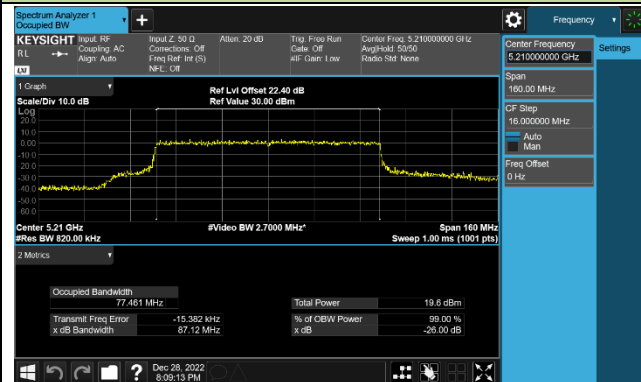 Spectrum Analyzer 1
Occupied BW
+
Frequency
KEYSIGHT
RL
LXI
Input: RF
Coupling: AC
Align: Auto
Input Z: 50 Ω
Corrections: Off
Freq Ref: Int (S)
NFE: Off
Atten: 20 dB
Trig: Free Run
Gate: Off
#IF Gain: Low
Center Freq: 5.210000000 GHz
Avg|Hold: 50/50
Radio Std: None
Center Frequency
5.210000000 GHz
Settings
Span
160.00 MHz
CF Step
16.000000 MHz
Auto
Man
Freq Offset
0 Hz
1 Graph
Scale/Div 10.0 dB
Ref Lvl Offset 22.40 dB
Ref Value 30.00 dBm
Log
20.0
10.0
0.00
-10.0
-20.0
-30.0
-40.0
-50.0
-60.0
Center 5.21 GHz
#Res BW 820.00 kHz
#Video BW 2.7000 MHz*
Span 160 MHz
Sweep 1.00 ms (1001 pts)
2 Metrics
Occupied Bandwidth
77.461 MHz
Total Power 19.6 dBm
Transmit Freq Error -15.382 kHz
% of OBW Power 99.00 %
x dB Bandwidth 87.12 MHz
x dB -26.00 dB
?
Dec 28, 2022
8:09:13 PM